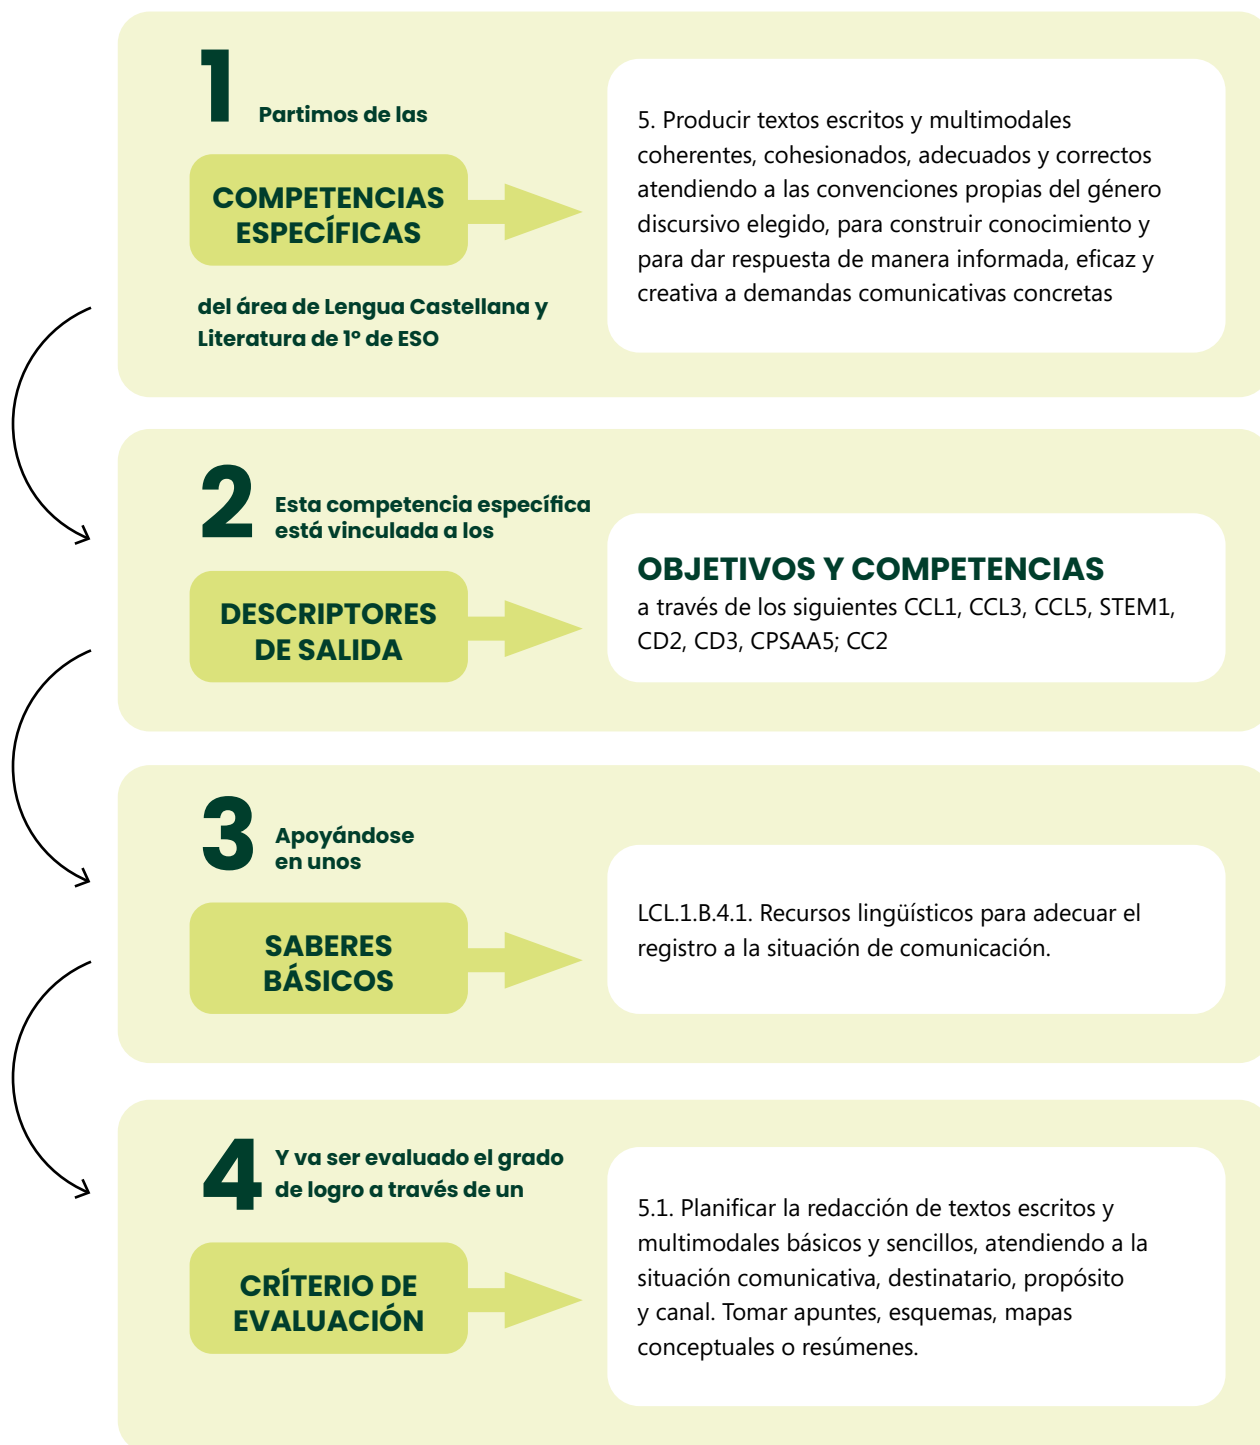 1
Partimos de las
COMPETENCIAS
ESPECÍFICAS
del área de Lengua Castellana y
Literatura de 1º de ESO
5. Producir textos escritos y multimodales
coherentes, cohesionados, adecuados y correctos
atendiendo a las convenciones propias del género
discursivo elegido, para construir conocimiento y
para dar respuesta de manera informada, eficaz y
creativa a demandas comunicativas concretas
2
Esta competencia específica
está vinculada a los
DESCRIPTORES
DE SALIDA
OBJETIVOS Y COMPETENCIAS
a través de los siguientes CCL1, CCL3, CCL5, STEM1,
CD2, CD3, CPSAA5; CC2
3
Apoyándose
en unos
SABERES
BÁSICOS
LCL.1.B.4.1. Recursos lingüísticos para adecuar el
registro a la situación de comunicación.
4
Y va ser evaluado el grado
de logro a través de un
CRÍTERIO DE
EVALUACIÓN
5.1. Planificar la redacción de textos escritos y
multimodales básicos y sencillos, atendiendo a la
situación comunicativa, destinatario, propósito
y canal. Tomar apuntes, esquemas, mapas
conceptuales o resúmenes.